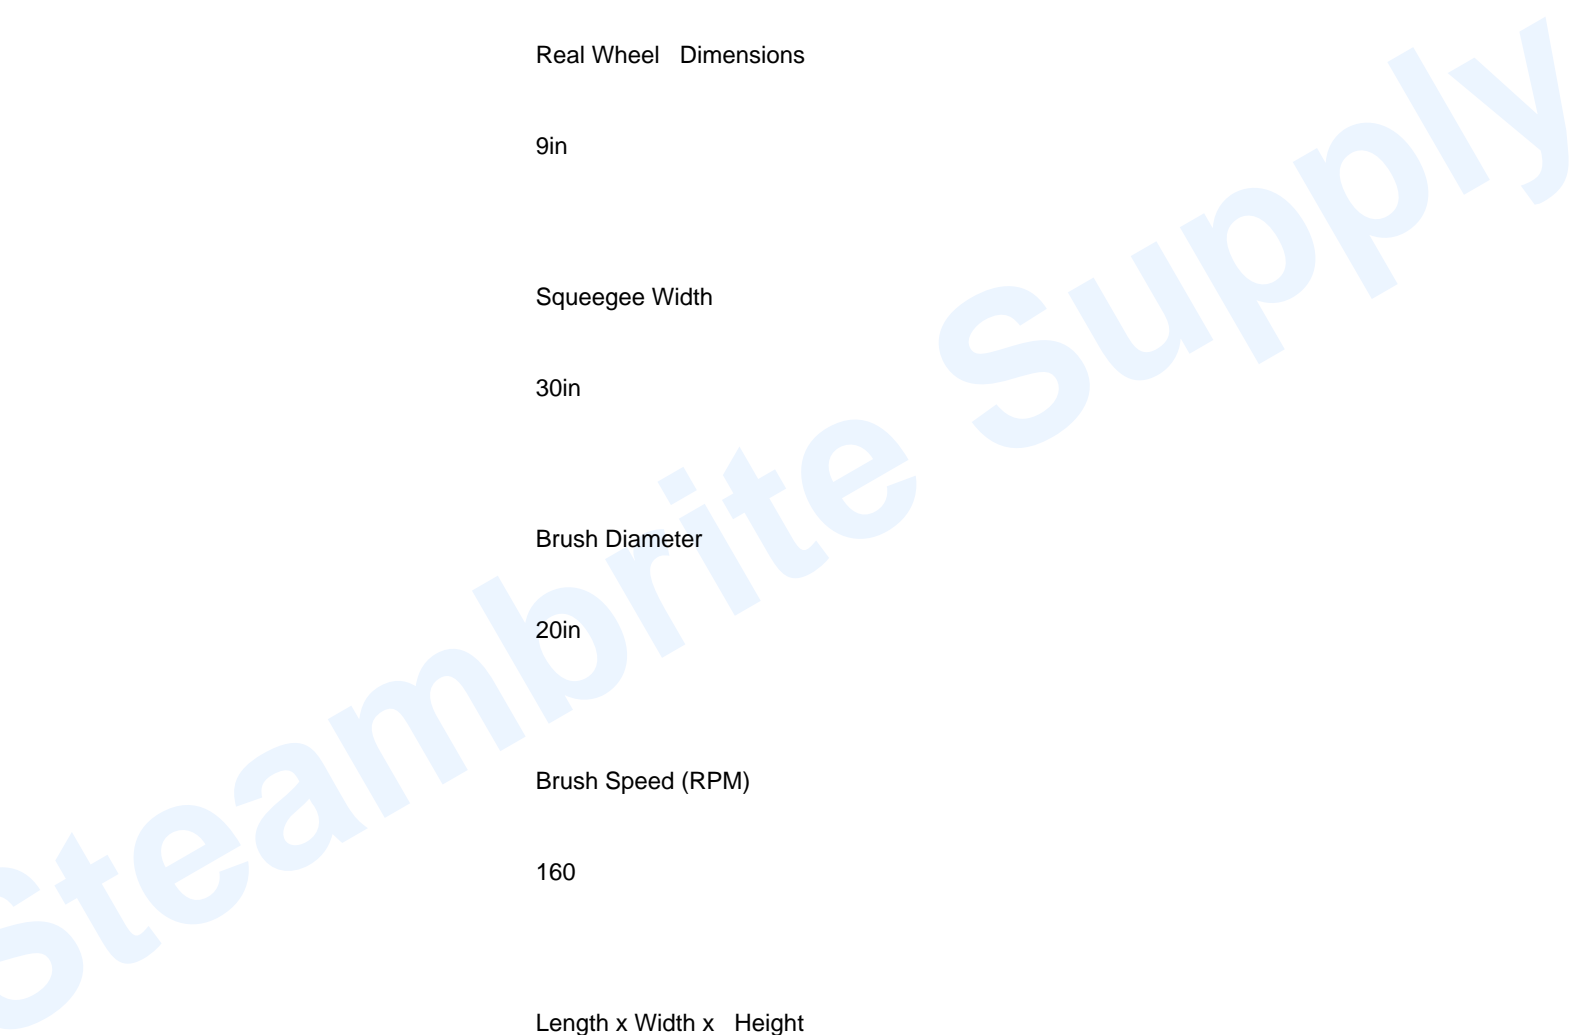 Real Wheel   Dimensions
9in
Squeegee Width
30in
Brush Diameter
20in
Brush Speed (RPM)
160
Length x Width x   Height
Steambrite Supply